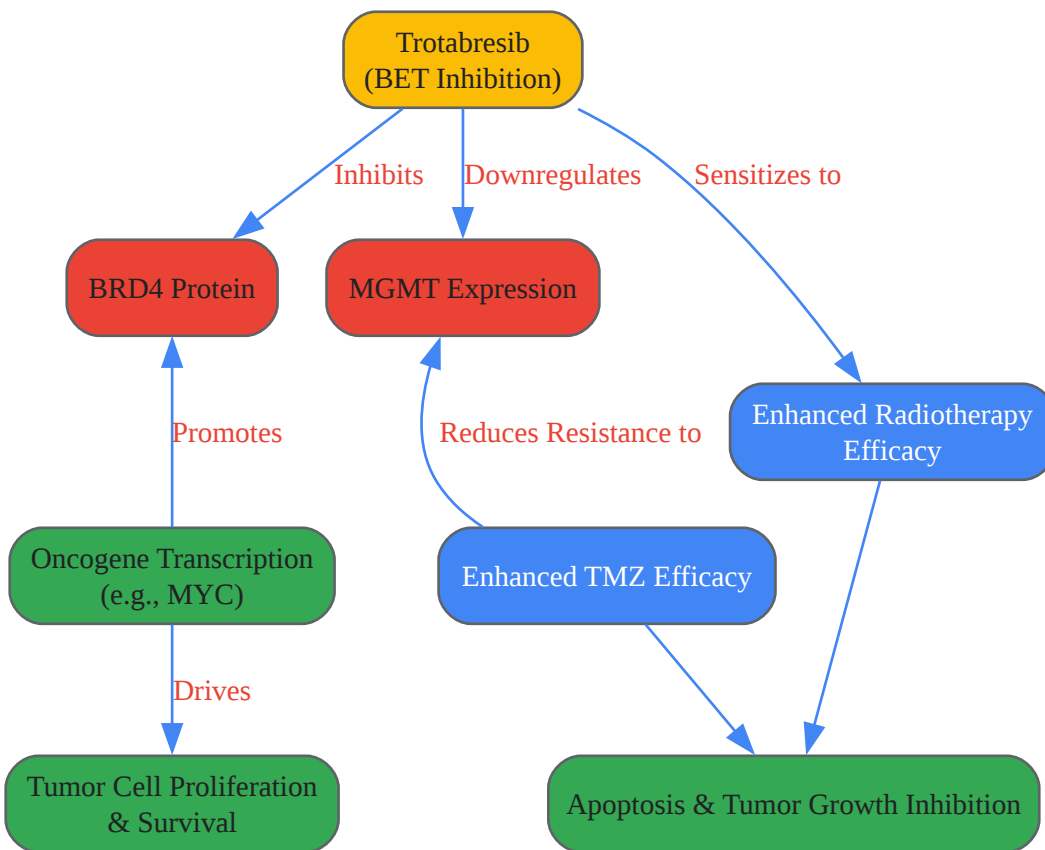 Trotabresib
(BET Inhibition)
Inhibits
Downregulates
Sensitizes to
BRD4 Protein
MGMT Expression
Enhanced Radiotherapy
Efficacy
Promotes
Reduces Resistance to
Oncogene Transcription
(e.g., MYC)
Enhanced TMZ Efficacy
Drives
Tumor Cell Proliferation
& Survival
Apoptosis & Tumor Growth Inhibition